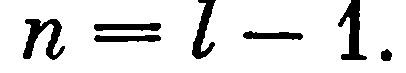 n = l − 1.